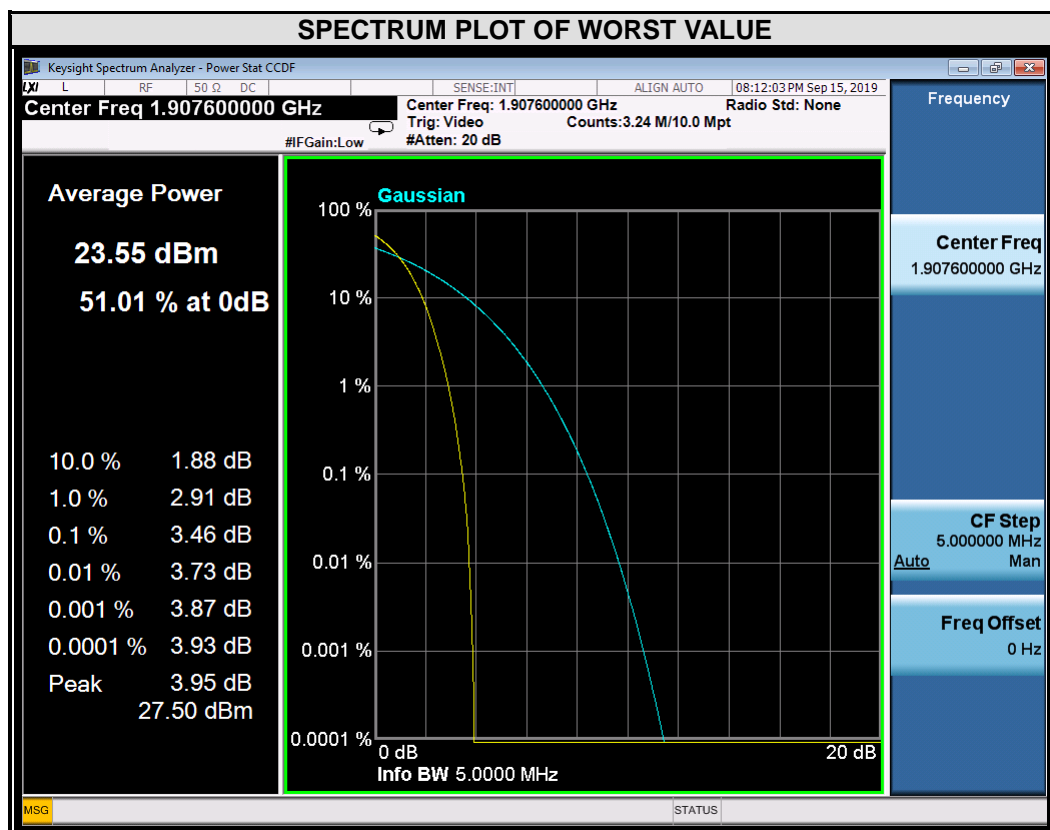 SPECTRUM PLOT OF WORST VALUE
Keysight Spectrum Analyzer - Power Stat CCDF
LXI L RF 50 Ω DC SENSE:INT ALIGN AUTO 08:12:03 PM Sep 15, 2019
Center Freq 1.907600000 GHz
#IFGain:Low
Center Freq: 1.907600000 GHz Radio Std: None
Trig: Video Counts:3.24 M/10.0 Mpt
#Atten: 20 dB
Average Power
23.55 dBm
51.01 % at 0dB
10.0 % 1.88 dB
1.0 % 2.91 dB
0.1 % 3.46 dB
0.01 % 3.73 dB
0.001 % 3.87 dB
0.0001 % 3.93 dB
Peak 3.95 dB
27.50 dBm
Gaussian
100 %
10 %
1 %
0.1 %
0.01 %
0.001 %
0.0001 %
0 dB 20 dB
Info BW 5.0000 MHz
Frequency
Center Freq
1.907600000 GHz
CF Step
5.000000 MHz
Auto Man
Freq Offset
0 Hz
MSG STATUS